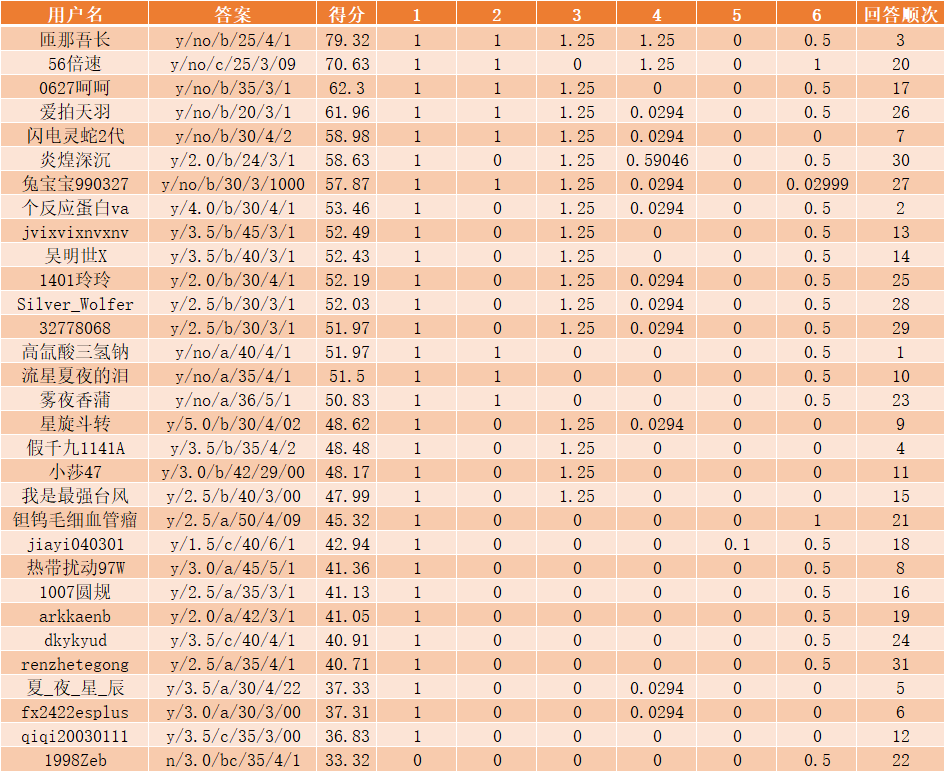 用户名 答案 得分 1 2 3 4 5 6 回答顺次
匝那吾长 y/no/b/25/4/1 79.32 1 1 1.25 1.25 0 0.5 3
56倍速 y/no/c/25/3/09 70.63 1 1 0 1.25 0 1 20
0627呵呵 y/no/b/35/3/1 62.3 1 1 1.25 0 0 0.5 17
爱拍天羽 y/no/b/20/3/1 61.96 1 1 1.25 0.0294 0 0.5 26
闪电灵蛇2代 y/no/b/30/4/2 58.98 1 1 1.25 0.0294 0 0 7
炎煌深沉 y/2.0/b/24/3/1 58.63 1 0 1.25 0.59046 0 0.5 30
兔宝宝990327 y/no/b/30/3/1000 57.87 1 1 1.25 0.0294 0 0.02999 27
个反应蛋白va y/4.0/b/30/4/1 53.46 1 0 1.25 0.0294 0 0.5 2
jvixvixnvxnv y/3.5/b/45/3/1 52.49 1 0 1.25 0 0 0.5 13
吴明世X y/3.5/b/40/3/1 52.43 1 0 1.25 0 0 0.5 14
1401玲玲 y/2.0/b/30/4/1 52.19 1 0 1.25 0.0294 0 0.5 25
Silver_Wolfer y/2.5/b/30/3/1 52.03 1 0 1.25 0.0294 0 0.5 28
32778068 y/2.5/b/30/3/1 51.97 1 0 1.25 0.0294 0 0.5 29
高氙酸三氢钠 y/no/a/40/4/1 51.97 1 1 0 0 0 0.5 1
流星夏夜的泪 y/no/a/35/4/1 51.5 1 1 0 0 0 0.5 10
雾夜香蒲 y/no/a/36/5/1 50.83 1 1 0 0 0 0.5 23
星旋斗转 y/5.0/b/30/4/02 48.62 1 0 1.25 0.0294 0 0 9
假千九1141A y/3.5/b/35/4/2 48.48 1 0 1.25 0 0 0 4
小莎47 y/3.0/b/42/29/00 48.17 1 0 1.25 0 0 0 11
我是最强台风 y/2.5/b/40/3/00 47.99 1 0 1.25 0 0 0 15
钽钨毛细血管瘤 y/2.5/a/50/4/09 45.32 1 0 0 0 0 1 21
jiayi040301 y/1.5/c/40/6/1 42.94 1 0 0 0 0.1 0.5 18
热带扰动97W y/3.0/a/45/5/1 41.36 1 0 0 0 0 0.5 8
1007圆规 y/2.5/a/35/3/1 41.13 1 0 0 0 0 0.5 16
arkkaenb y/2.0/a/42/3/1 41.05 1 0 0 0 0 0.5 19
dkykyud y/3.5/c/40/4/1 40.91 1 0 0 0 0 0.5 24
renzhetegong y/2.5/a/35/4/1 40.71 1 0 0 0 0 0.5 31
夏_夜_星_辰 y/3.5/a/30/4/22 37.33 1 0 0 0.0294 0 0 5
fx2422esplus y/3.0/a/30/3/00 37.31 1 0 0 0.0294 0 0 6
qiqi20030111 y/3.5/c/35/3/00 36.83 1 0 0 0 0 0 12
1998Zeb n/3.0/bc/35/4/1 33.32 0 0 0 0 0 0.5 22